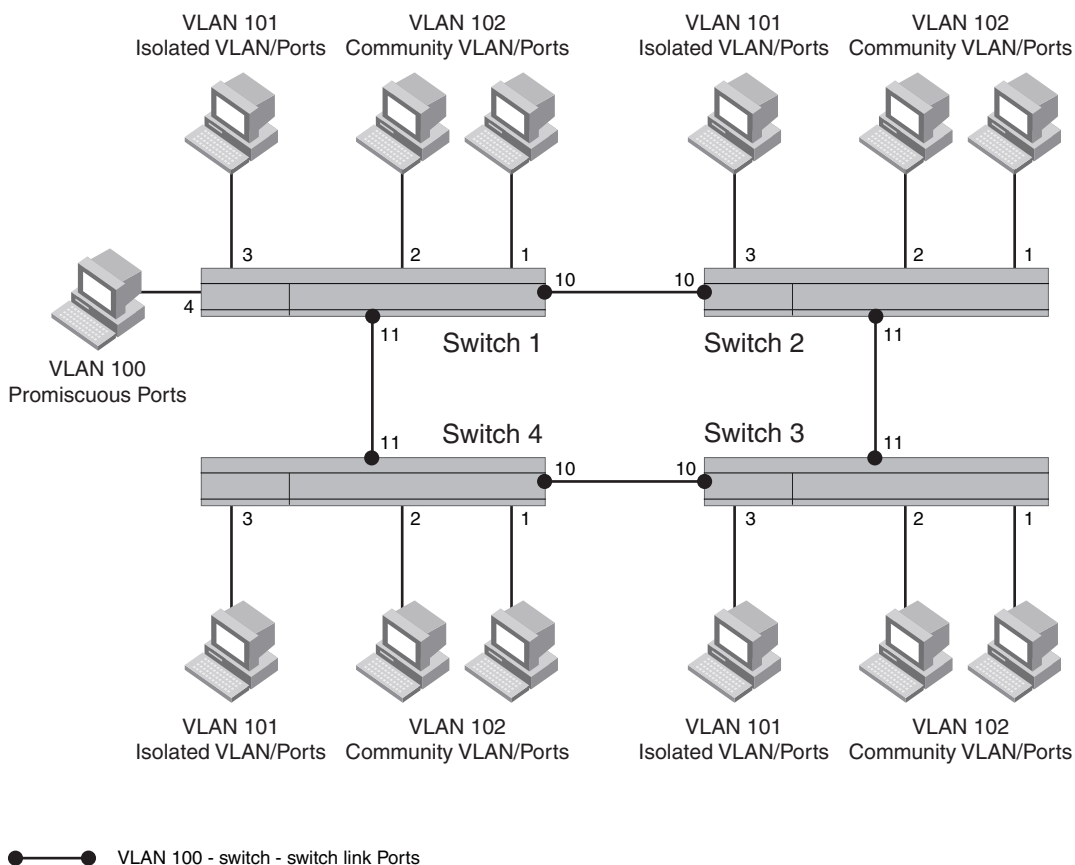 VLAN 101
Isolated VLAN/Ports
VLAN 102
Community VLAN/Ports
VLAN 101
Isolated VLAN/Ports
VLAN 102
Community VLAN/Ports
3
2
1
3
2
1
4
10
10
11
Switch 1
Switch 2
11
VLAN 100
Promiscuous Ports
11
Switch 4
Switch 3
11
10
10
3
2
1
3
2
1
VLAN 101
Isolated VLAN/Ports
VLAN 102
Community VLAN/Ports
VLAN 101
Isolated VLAN/Ports
VLAN 102
Community VLAN/Ports
VLAN 100 - switch - switch link Ports